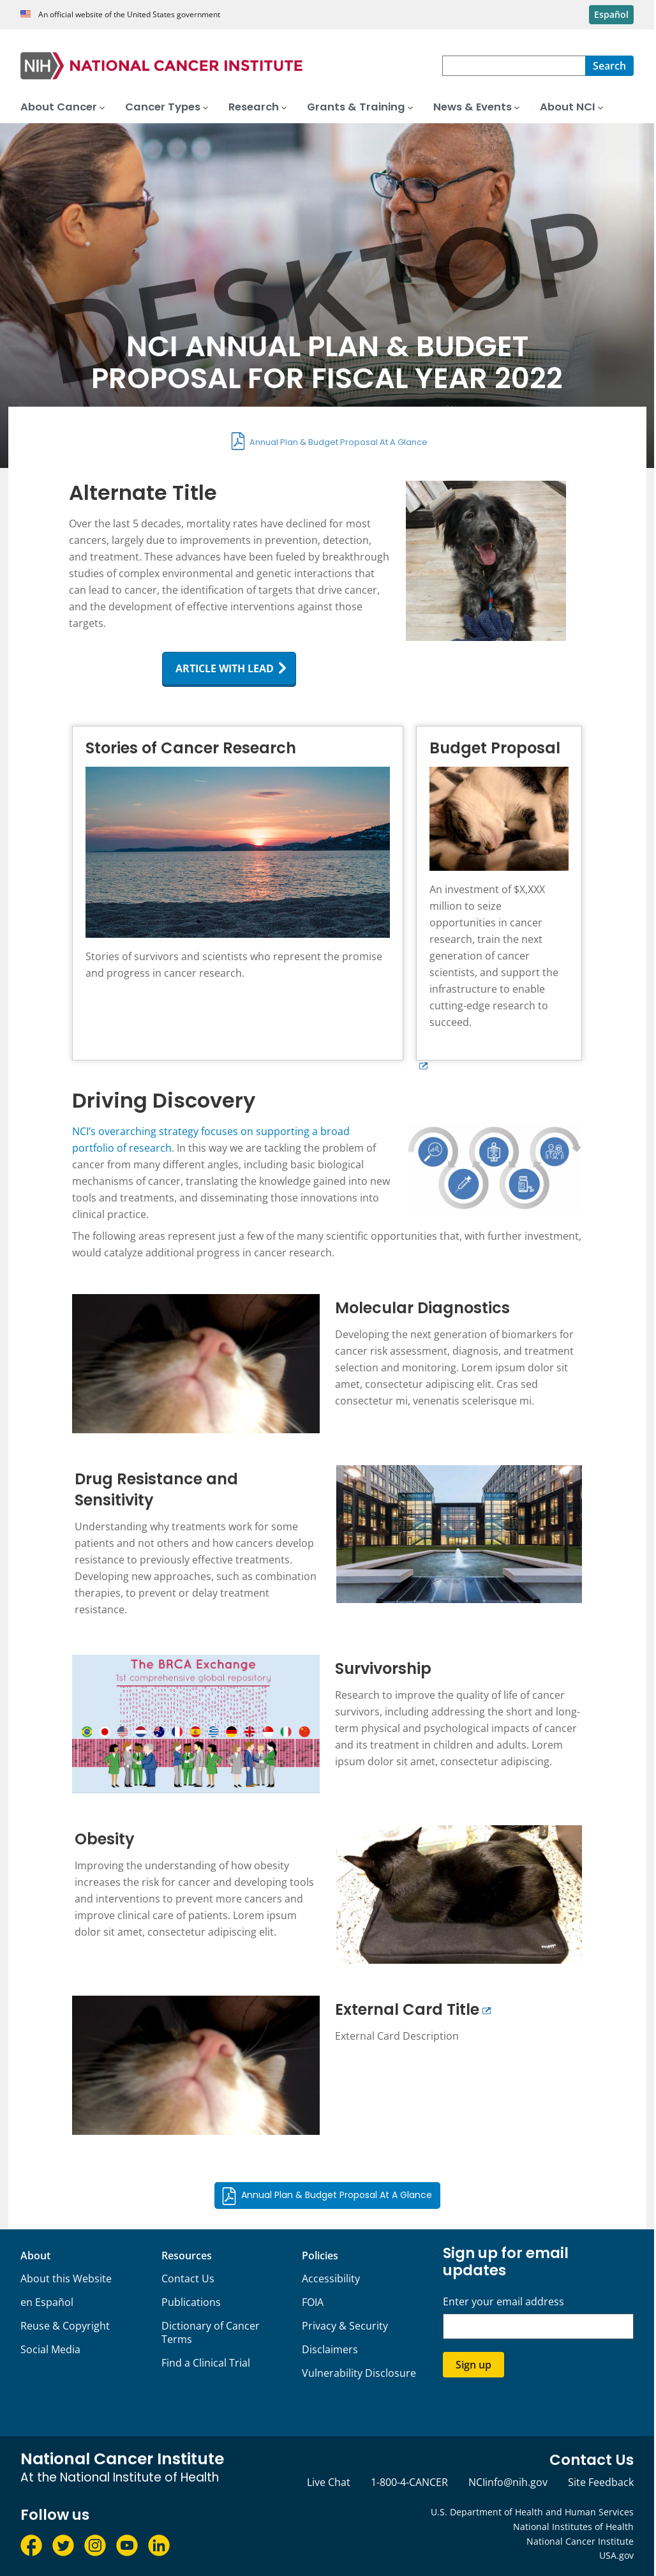 An official website of the United States government
Español
NIH NATIONAL CANCER INSTITUTE
Search
About Cancer
Cancer Types
Research
Grants & Training
News & Events
About NCI
DESKTOP
NCI ANNUAL PLAN & BUDGET
PROPOSAL FOR FISCAL YEAR 2022
Annual Plan & Budget Proposal At A Glance
Alternate Title
Over the last 5 decades, mortality rates have declined for most
cancers, largely due to improvements in prevention, detection,
and treatment. These advances have been fueled by breakthrough
studies of complex environmental and genetic interactions that
can lead to cancer, the identification of targets that drive cancer,
and the development of effective interventions against those
targets.
ARTICLE WITH LEAD
Stories of Cancer Research
Stories of survivors and scientists who represent the promise
and progress in cancer research.
Budget Proposal
An investment of $X,XXX
million to seize
opportunities in cancer
research, train the next
generation of cancer
scientists, and support the
infrastructure to enable
cutting-edge research to
succeed.
Driving Discovery
NCI's overarching strategy focuses on supporting a broad
portfolio of research. In this way we are tackling the problem of
cancer from many different angles, including basic biological
mechanisms of cancer, translating the knowledge gained into new
tools and treatments, and disseminating those innovations into
clinical practice.
The following areas represent just a few of the many scientific opportunities that, with further investment,
would catalyze additional progress in cancer research.
Molecular Diagnostics
Developing the next generation of biomarkers for
cancer risk assessment, diagnosis, and treatment
selection and monitoring. Lorem ipsum dolor sit
amet, consectetur adipiscing elit. Cras sed
consectetur mi, venenatis scelerisque mi.
Drug Resistance and
Sensitivity
Understanding why treatments work for some
patients and not others and how cancers develop
resistance to previously effective treatments.
Developing new approaches, such as combination
therapies, to prevent or delay treatment
resistance.
The BRCA Exchange
1st comprehensive global repository
Survivorship
Research to improve the quality of life of cancer
survivors, including addressing the short and long-
term physical and psychological impacts of cancer
and its treatment in children and adults. Lorem
ipsum dolor sit amet, consectetur adipiscing.
Obesity
Improving the understanding of how obesity
increases the risk for cancer and developing tools
and interventions to prevent more cancers and
improve clinical care of patients. Lorem ipsum
dolor sit amet, consectetur adipiscing elit.
External Card Title
External Card Description
Annual Plan & Budget Proposal At A Glance
About
About this Website
en Español
Reuse & Copyright
Social Media
Resources
Contact Us
Publications
Dictionary of Cancer
Terms
Find a Clinical Trial
Policies
Accessibility
FOIA
Privacy & Security
Disclaimers
Vulnerability Disclosure
Sign up for email
updates
Enter your email address
Sign up
National Cancer Institute
At the National Institutes of Health
Contact Us
Live Chat
1-800-4-CANCER
NCIinfo@nih.gov
Site Feedback
Follow us
U.S. Department of Health and Human Services
National Institutes of Health
National Cancer Institute
USA.gov